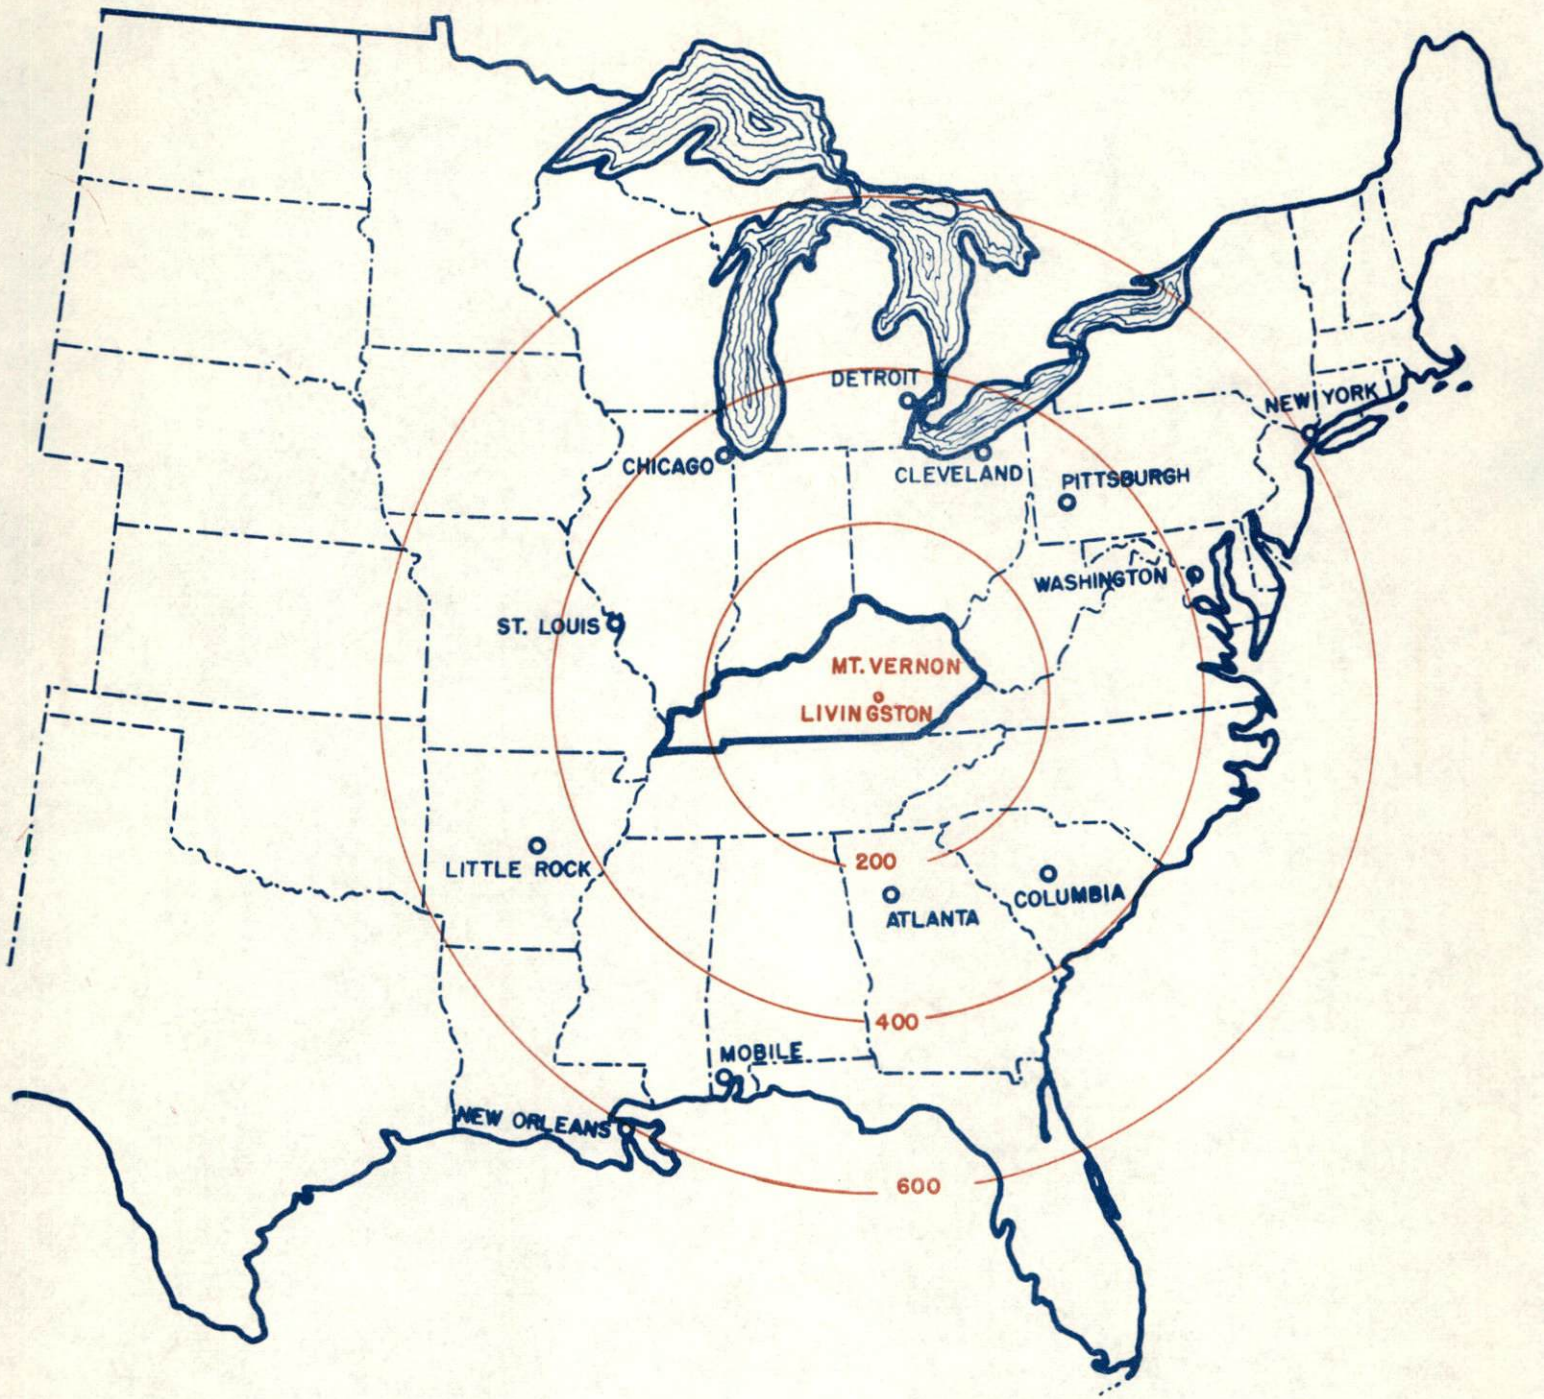 DETROIT
NEW YORK
CHICAGO
CLEVELAND
PITTSBURGH
WASHINGTON
ST. LOUIS
MT. VERNON
LIVINGSTON
200
LITTLE ROCK
COLUMBIA
ATLANTA
400
MOBILE
NEW ORLEANS
600